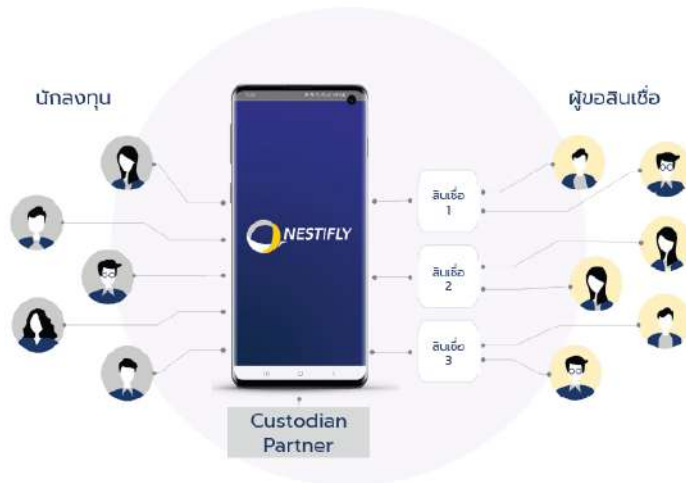 นักลงทุน
ผู้ขอสินเชื่อ
NESTIFLY
สินเชื่อ
1
สินเชื่อ
2
สินเชื่อ
3
Custodian
Partner